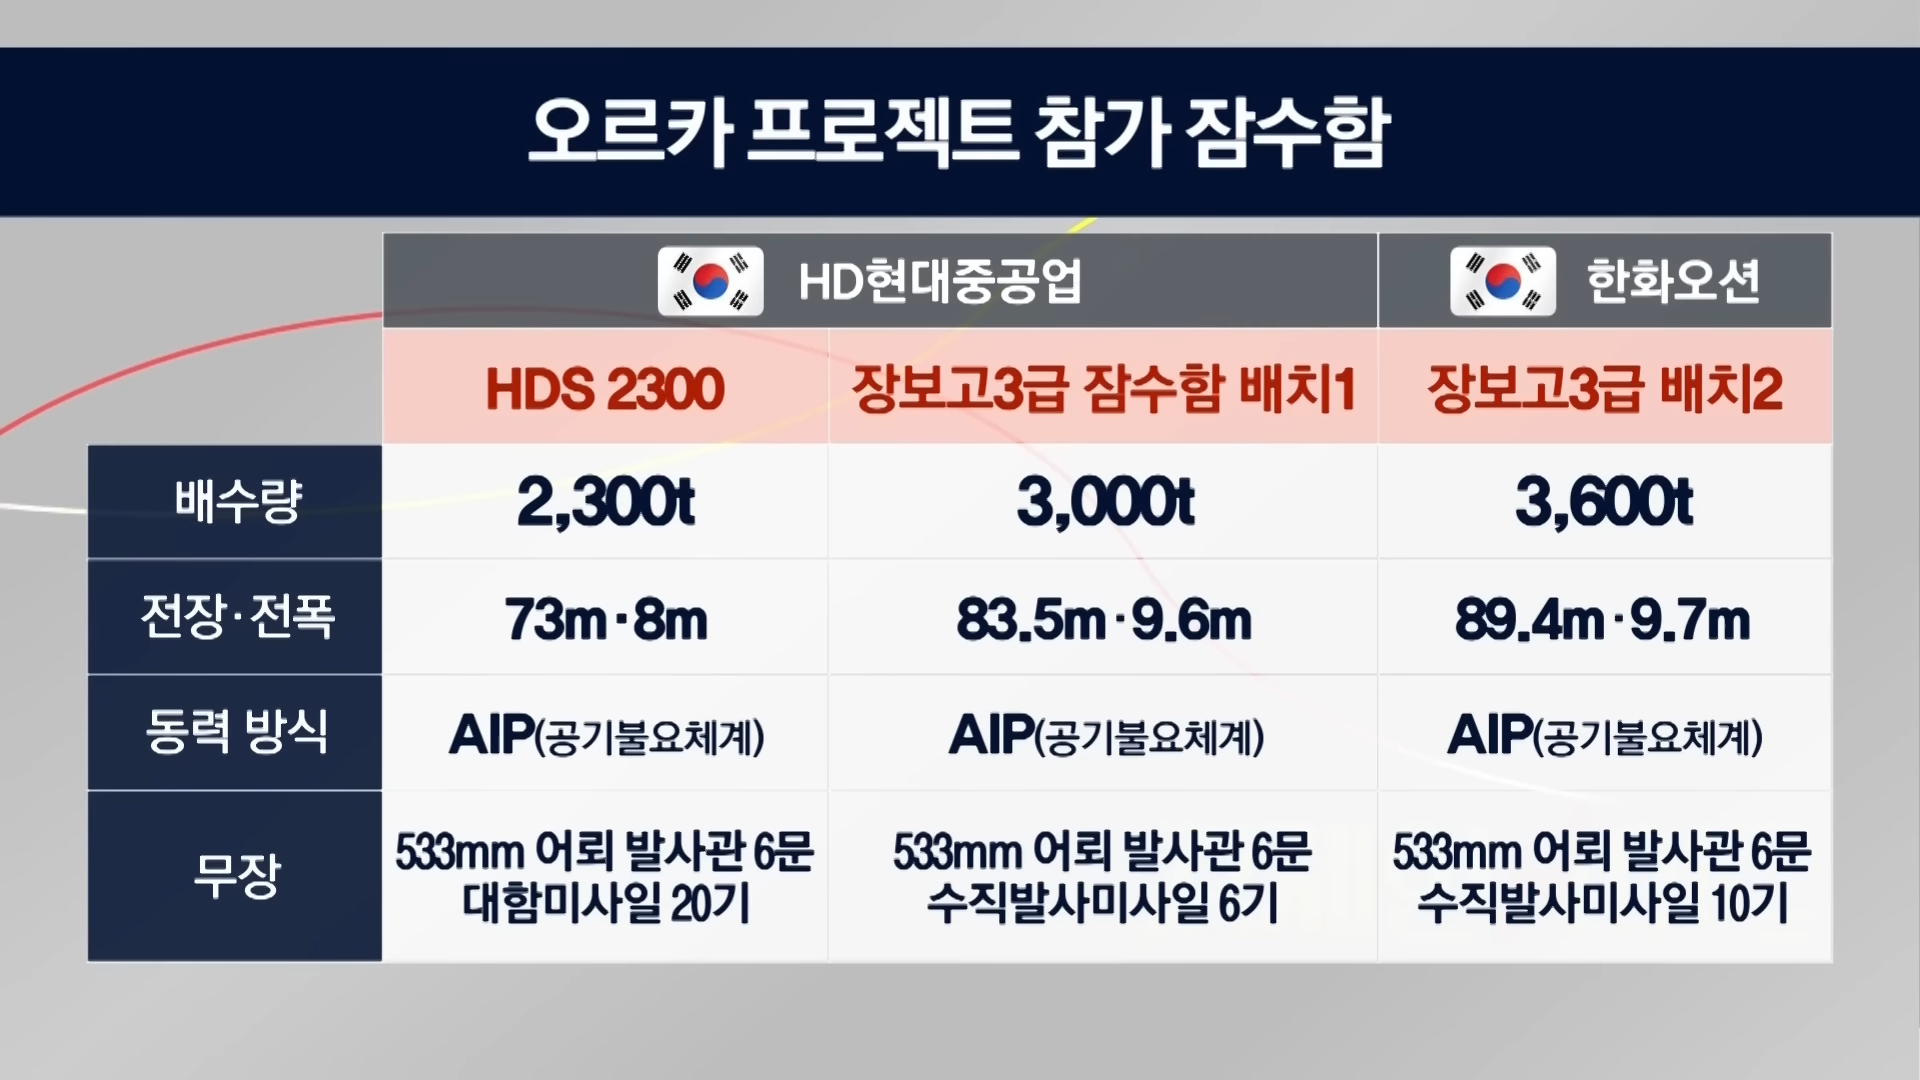 오르카 프로젝트 참가 잠수함
HD현대중공업 한화오션
HDS 2300 장보고3급 잠수함 배치1 장보고3급 배치2
배수량 2,300t 3,000t 3,600t
전장·전폭 73m·8m 83.5m·9.6m 89.4m·9.7m
동력 방식 AIP(공기불요체계) AIP(공기불요체계) AIP(공기불요체계)
무장
533mm 어뢰 발사관 6문 533mm 어뢰 발사관 6문 533mm 어뢰 발사관 6문
대함미사일 20기 수직발사미사일 6기 수직발사미사일 10기